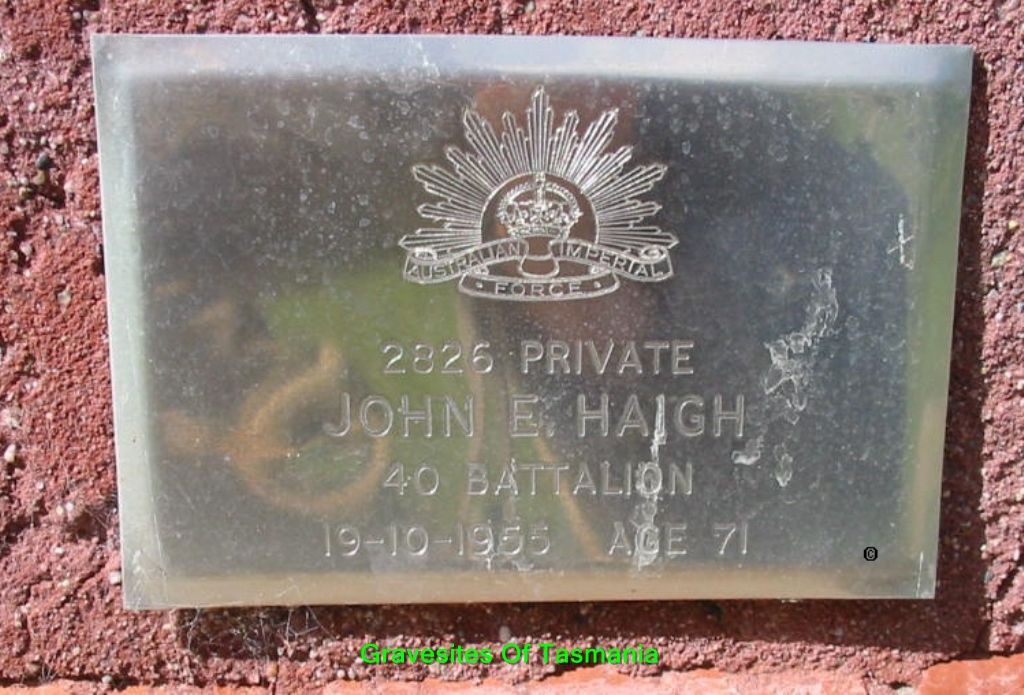 AUSTRALIAN IMPERIAL
· FORCE ·
2826 PRIVATE
JOHN E. HAIGH
40 BATTALION
19-10-1955 AGE 71
©
Gravesites Of Tasmania